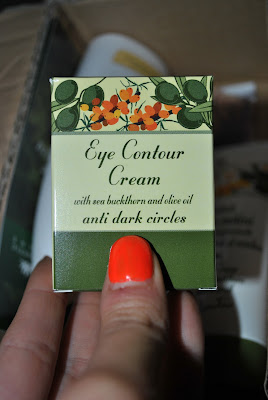 Eye Contour
Cream
with sea buckthorn and olive oil
anti dark circles